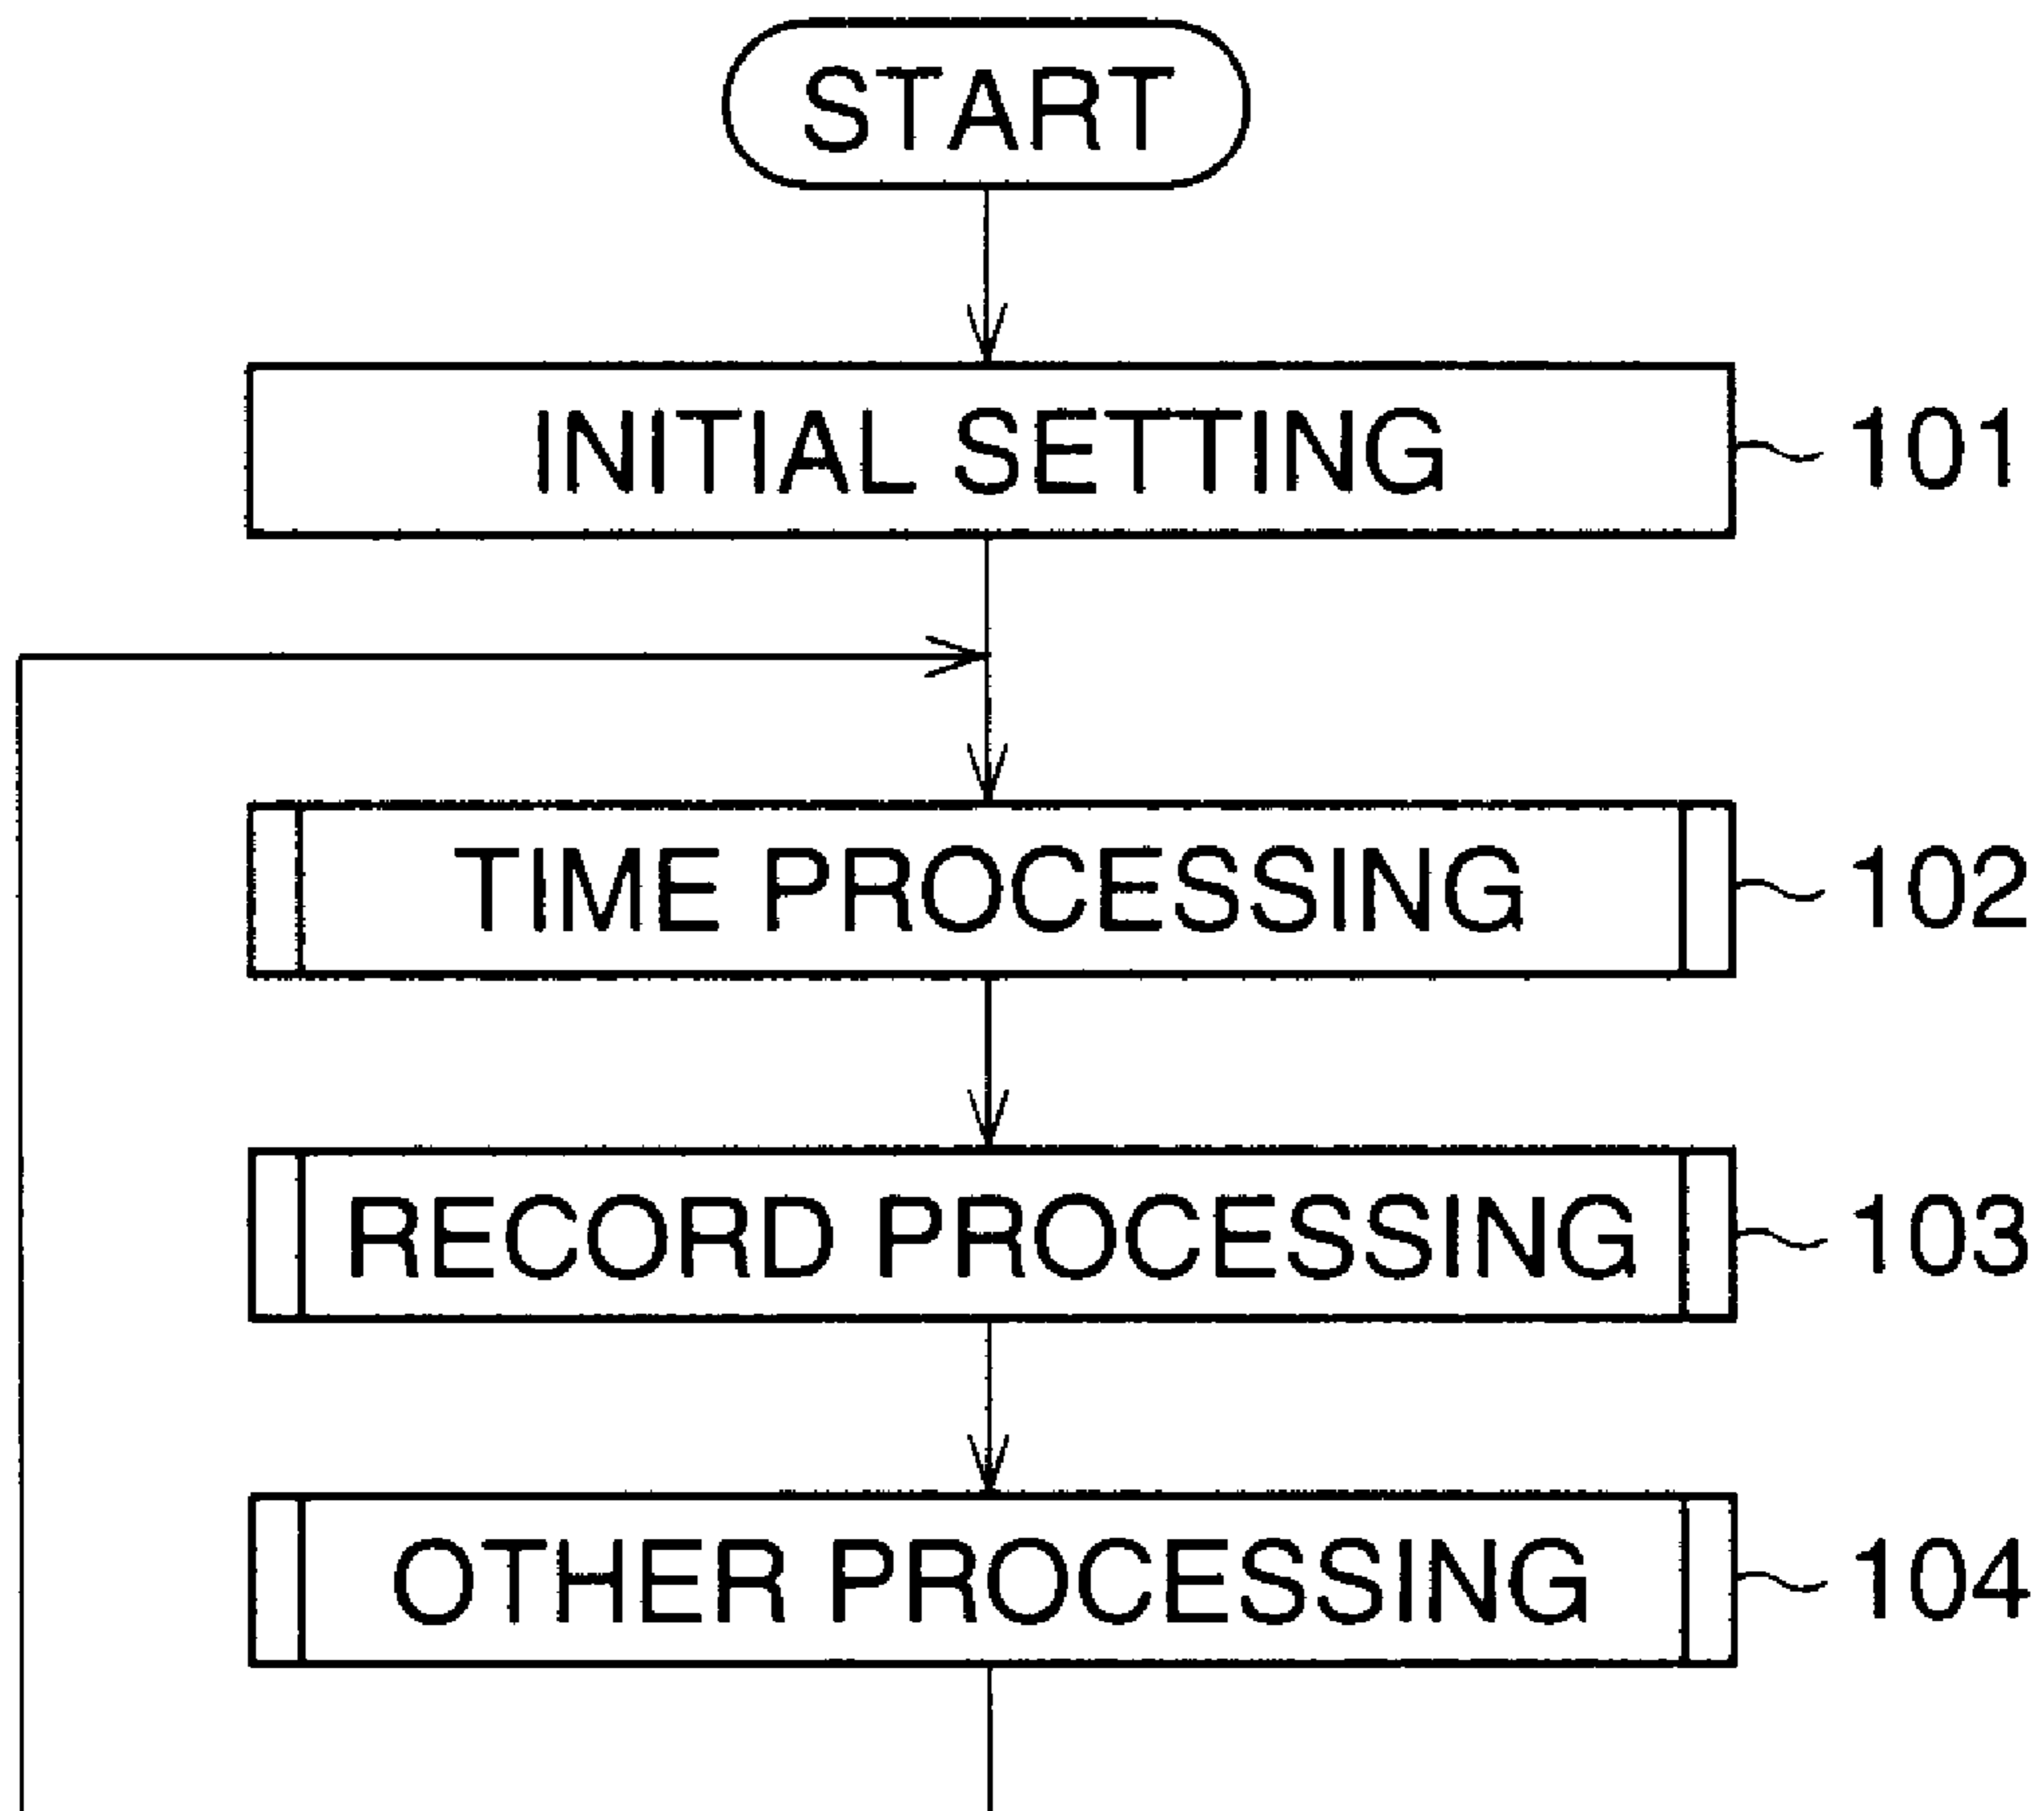 START
INITIAL SETTING 101
TIME PROCESSING 102
RECORD PROCESSING 103
OTHER PROCESSING 104